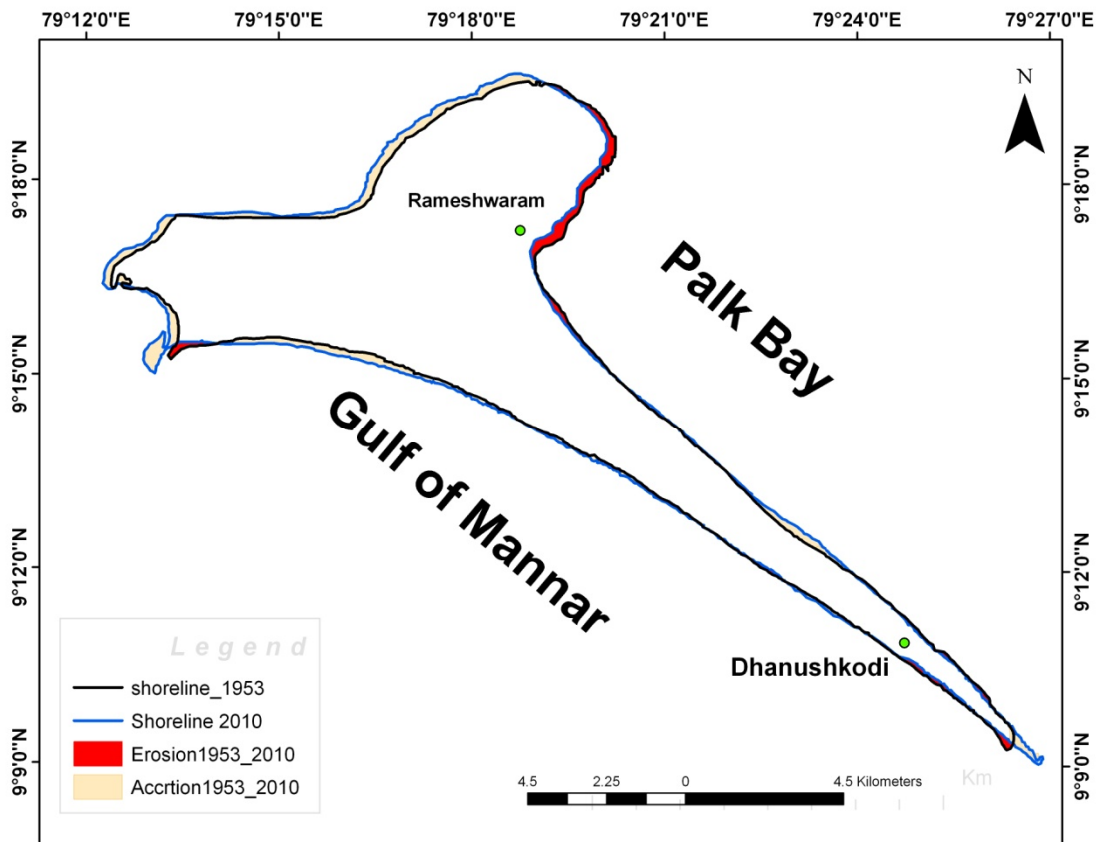 79°12'0"E 79°15'0"E 79°18'0"E 79°21'0"E 79°24'0"E 79°27'0"E
N
9°18'0"N
9°18'0"N
Rameshwaram
Palk Bay
9°15'0"N
9°15'0"N
Gulf of Mannar
9°12'0"N
9°12'0"N
Dhanushkodi
Legend
shoreline_1953
Shoreline 2010
Erosion1953_2010
Accrtion1953_2010
9°9'0"N
9°9'0"N
4.5 2.25 0 4.5 Kilometers
Km